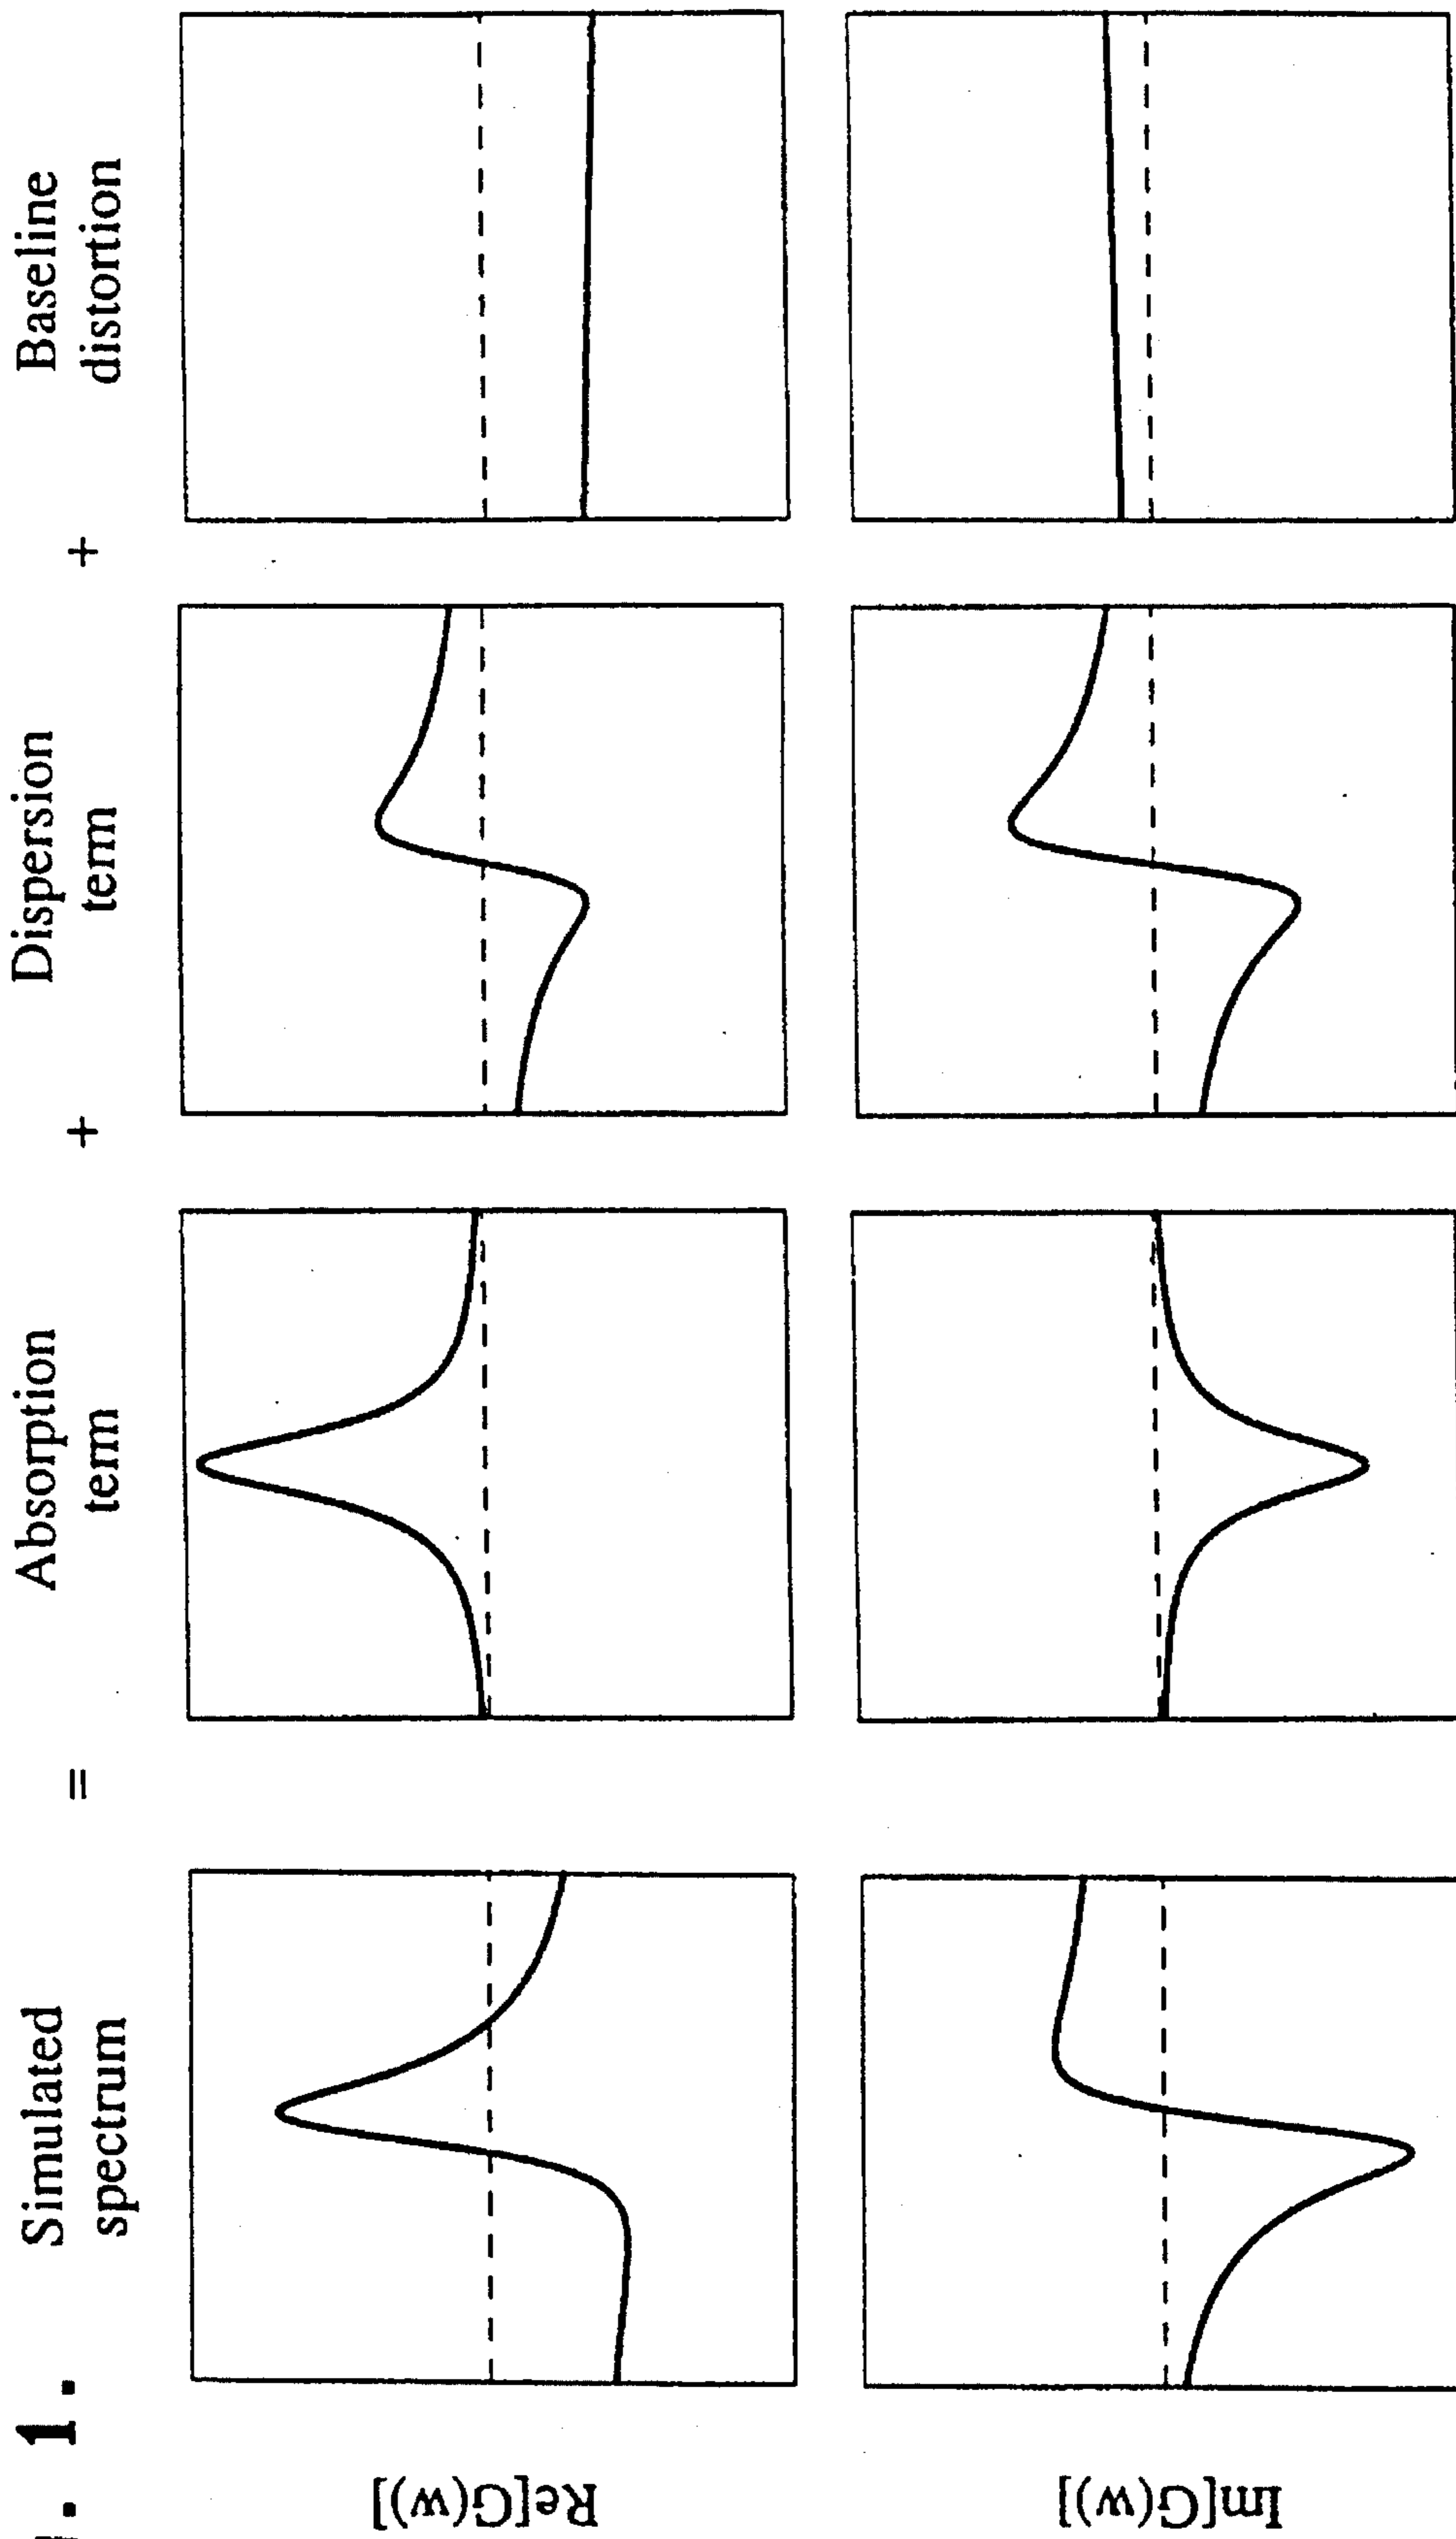 1.
Simulated
spectrum
=
Absorption
term
+
Dispersion
term
+
Baseline
distortion
Re[G(w)]
Im[G(w)]